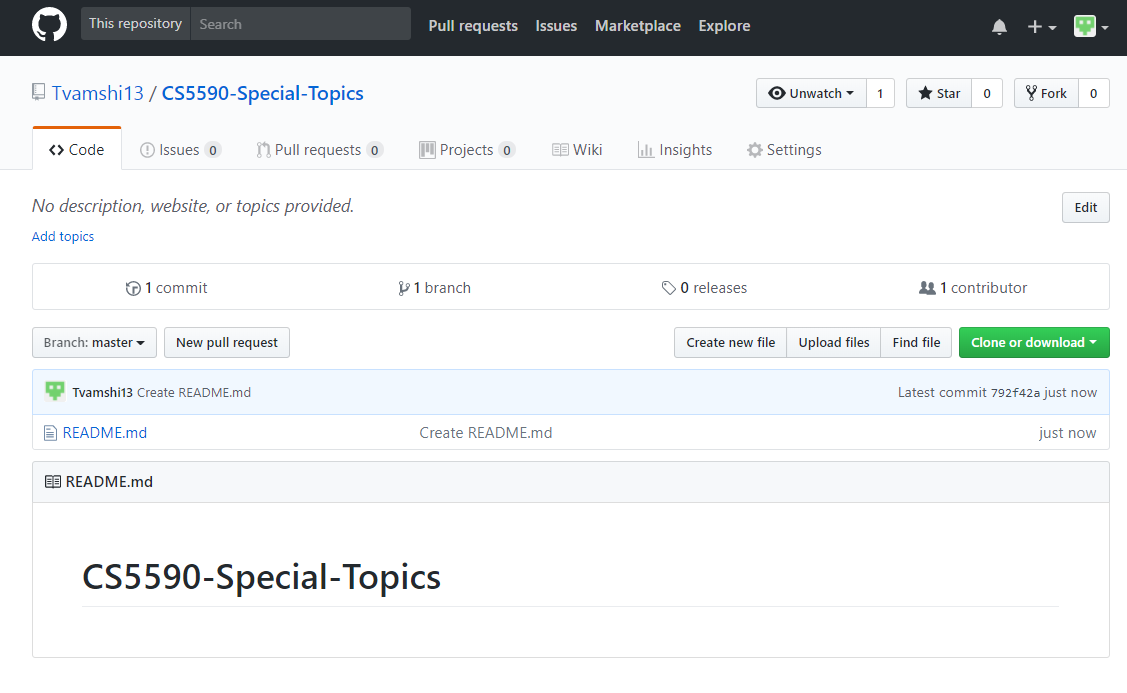 This repository Search Pull requests Issues Marketplace Explore
Tvamshi13 / CS5590-Special-Topics Unwatch 1 Star 0 Fork 0
Code Issues 0 Pull requests 0 Projects 0 Wiki Insights Settings
No description, website, or topics provided. Edit
Add topics
1 commit 1 branch 0 releases 1 contributor
Branch: master New pull request Create new file Upload files Find file Clone or download
Tvamshi13 Create README.md Latest commit 792f42a just now
README.md Create README.md just now
README.md
CS5590-Special-Topics